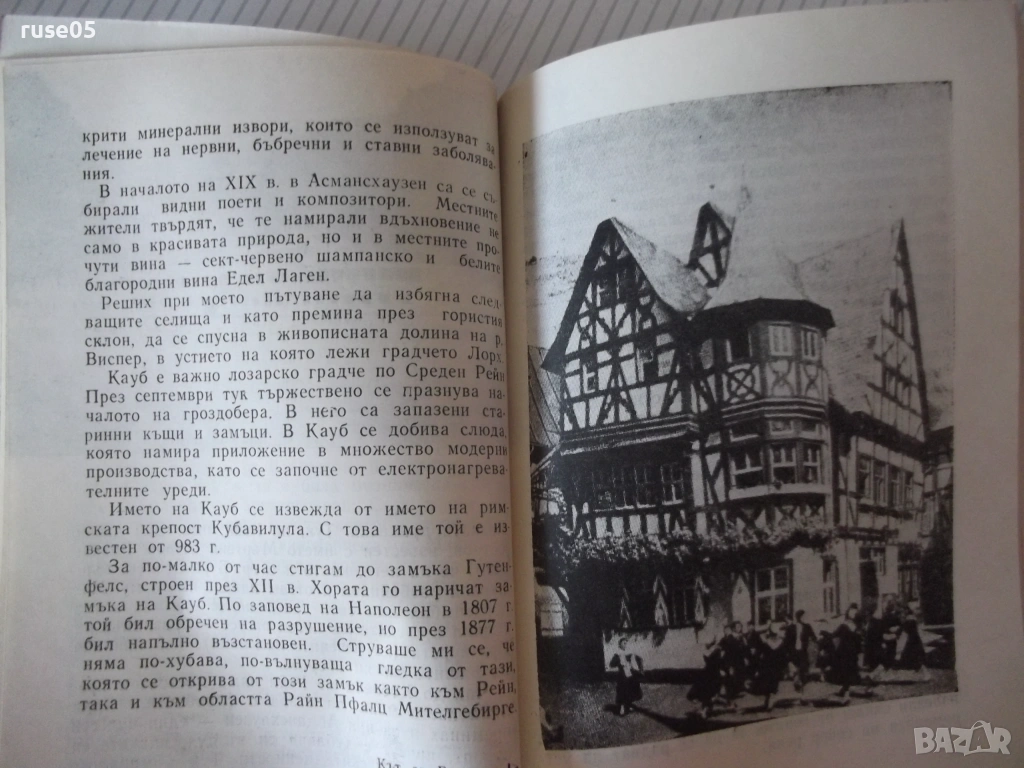 ruse05
крити минерални извори, които се използуват за
лечение на нервни, бъбречни и ставни заболява-
ния.
В началото на XIX в. в Асмансхаузен са се съ-
бирали видни поети и композитори. Местните
жители твърдят, че те намирали вдъхновение не
само в красивата природа, но и в местните про-
чути вина — сект-червено шампанско и белите
благородни вина Едел Лаген.
Реших при моето пътуване да избягна след-
ващите селища и като премина през гористия
склон, да се спусна в живописната долина на р.
Виспер, в устието на която лежи градчето Лорх.
Кауб е важно лозарско градче по Среден Рейн
През септември тук тържествено се празнува на-
чалото на гроздобера. В него са запазени ста-
ринни къщи и замъци. В Кауб се добива слюда,
която намира приложение в множество модерни
производства, като се започне от електронагрева-
телните уреди.
Името на Кауб се извежда от името на рим-
ската крепост Кубавилула. С това име той е из-
вестен от 983 г.
За по-малко от час стигам до замъка Гутен-
фелс, строен през XII в. Хората го наричат за-
мъка на Кауб. По заповед на Наполеон в 1807 г.
той бил обречен на разрушение, но през 1877 г.
бил напълно възстановен. Струваше ми се, че
няма по-хубава, по-вълнуваща гледка от тази,
която се открива от този замък както към Рейн,
така и към областта Райн Пфалц Мителгебирге.
BAZAR